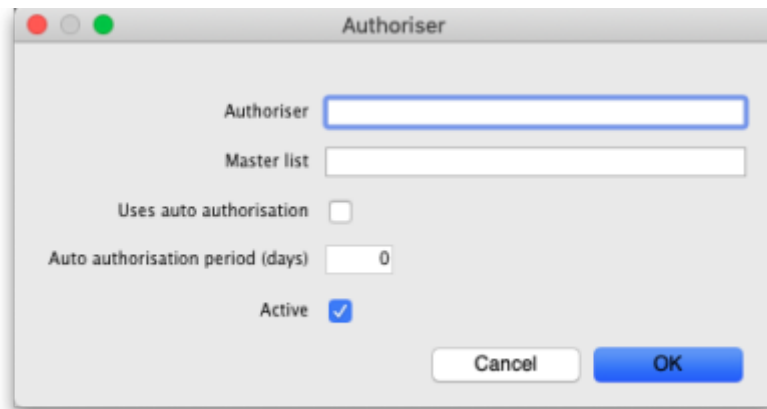 Authoriser
Authoriser
Master list
Uses auto authorisation
Auto authorisation period (days) 0
Active
Cancel OK